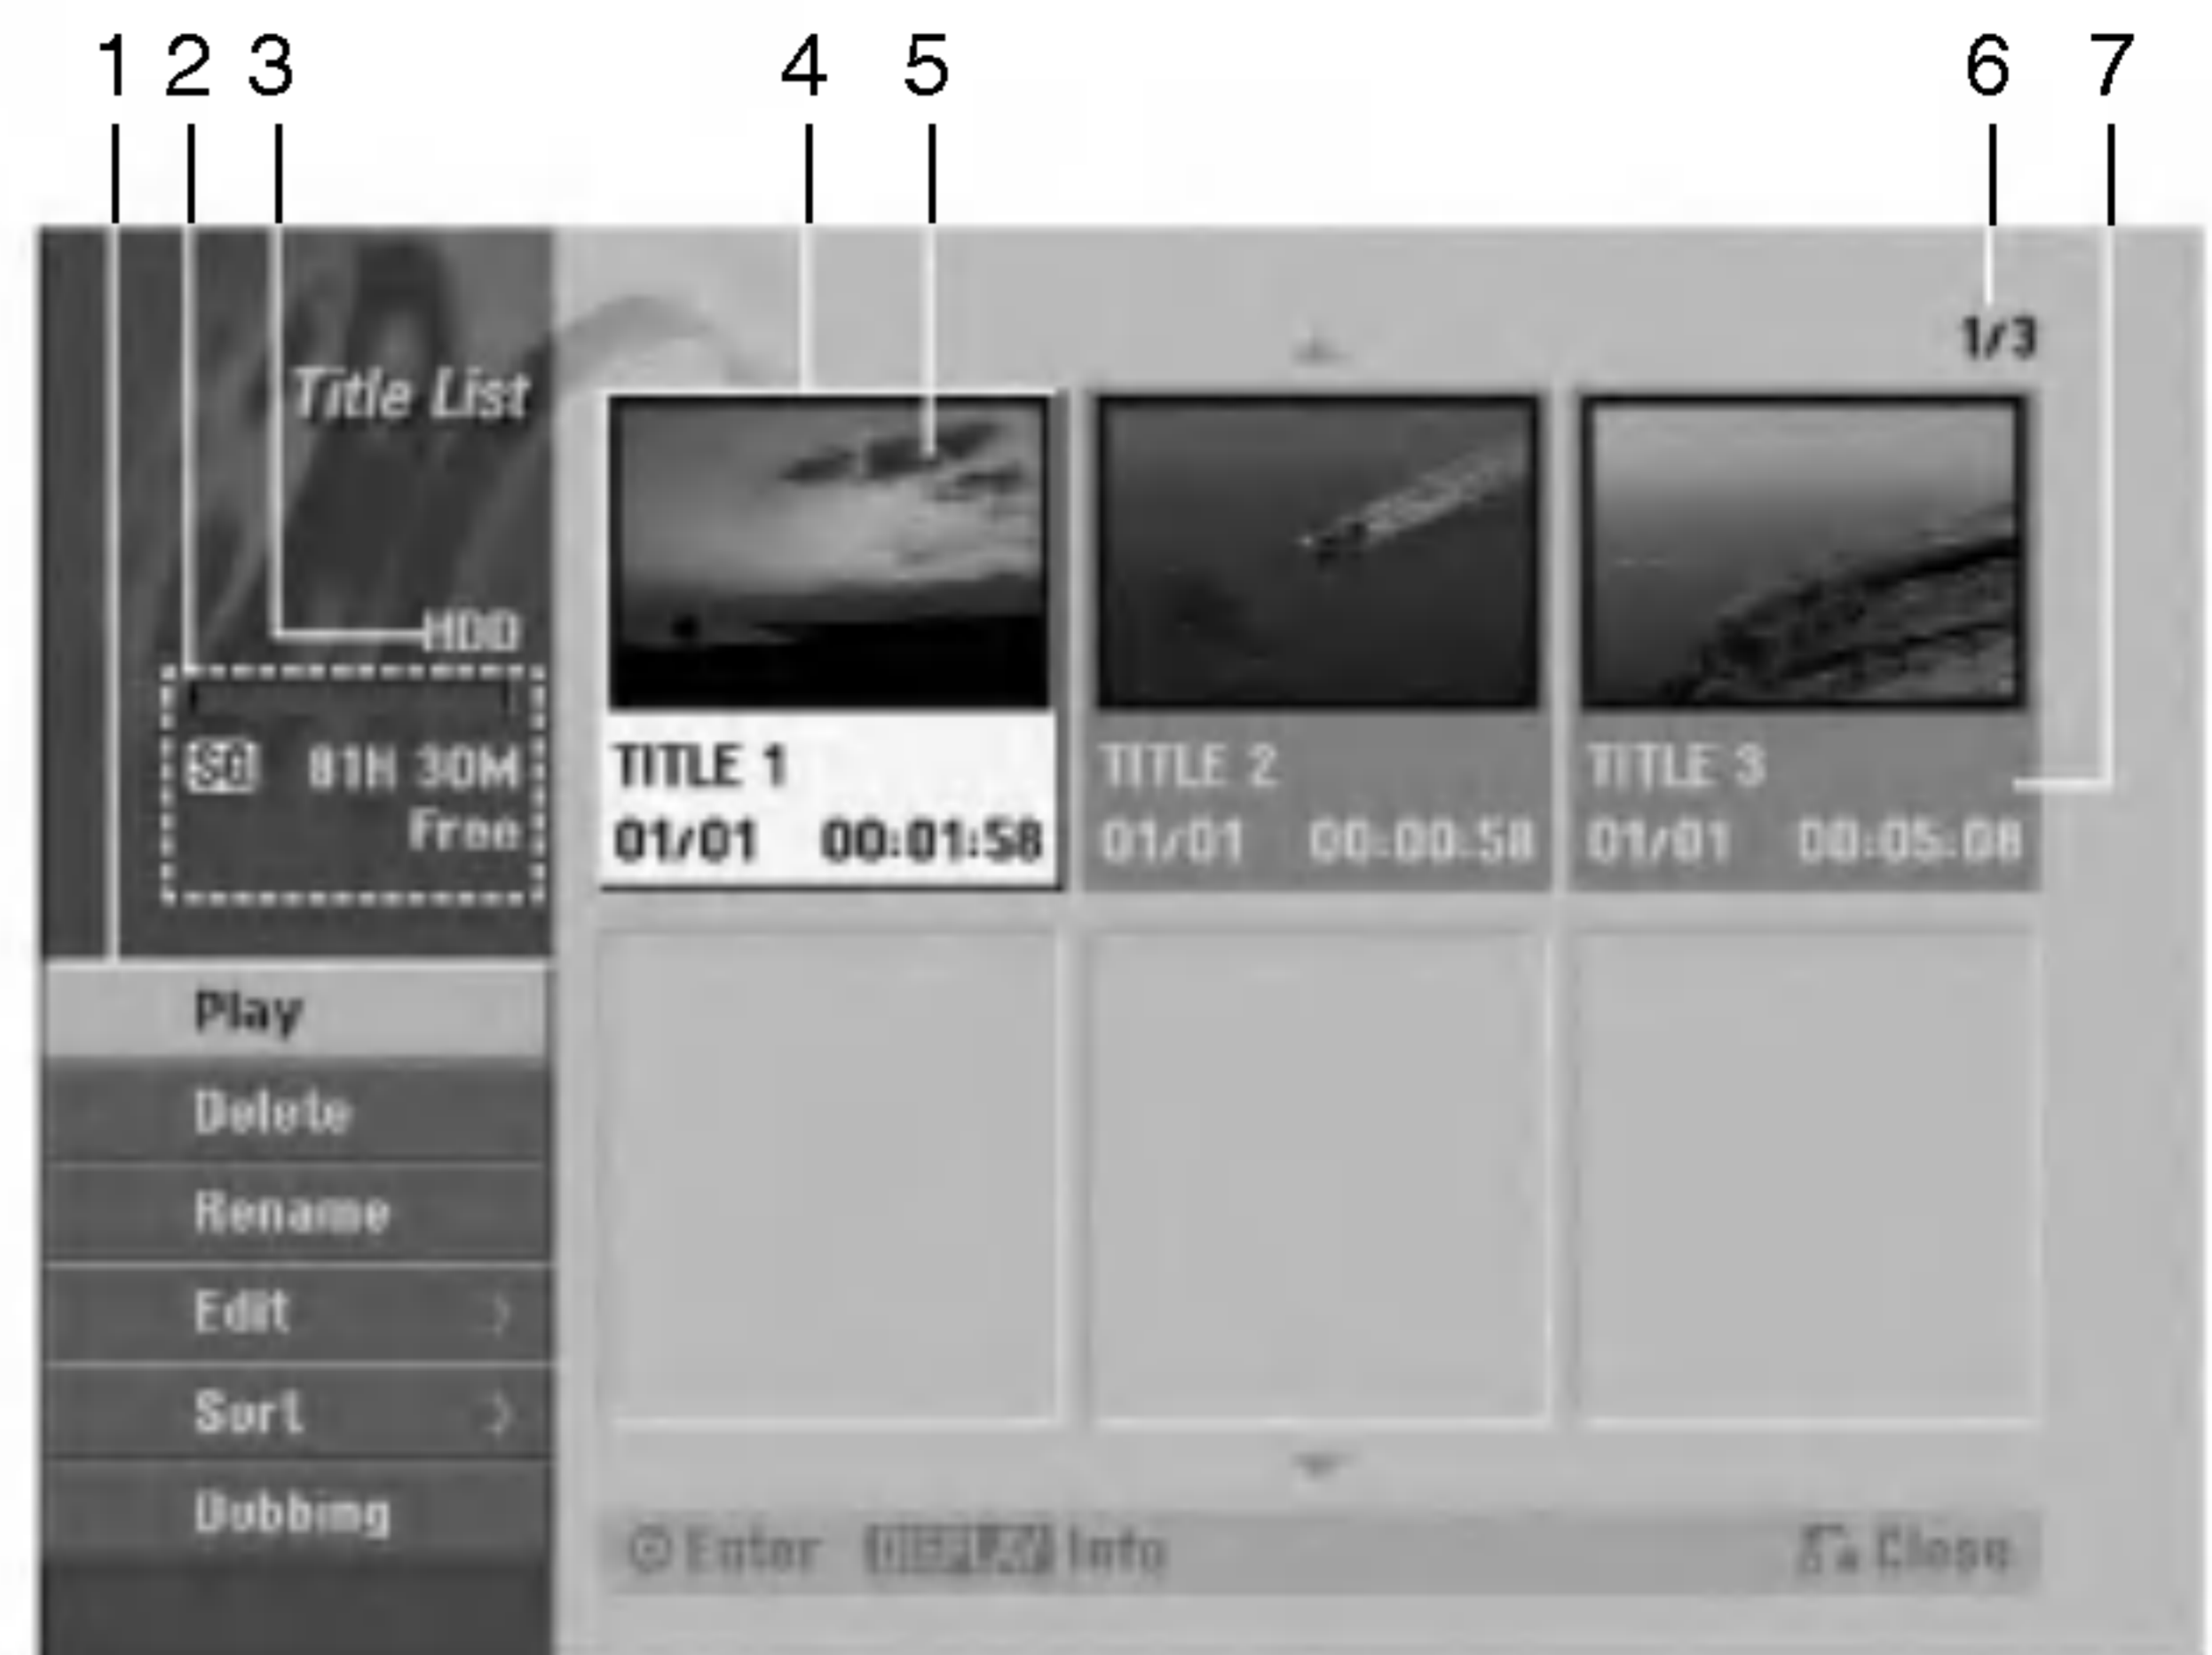 1 2 3 4 5 6 7
Title List
1/3
HDD
SQ 81H 30M
Free
TITLE 1
01/01 00:01:58
TITLE 2
01/01 00:00:58
TITLE 3
01/01 00:05:08
Play
Delete
Rename
Edit
Sort
Dubbing
Enter DISPLAY Info Close